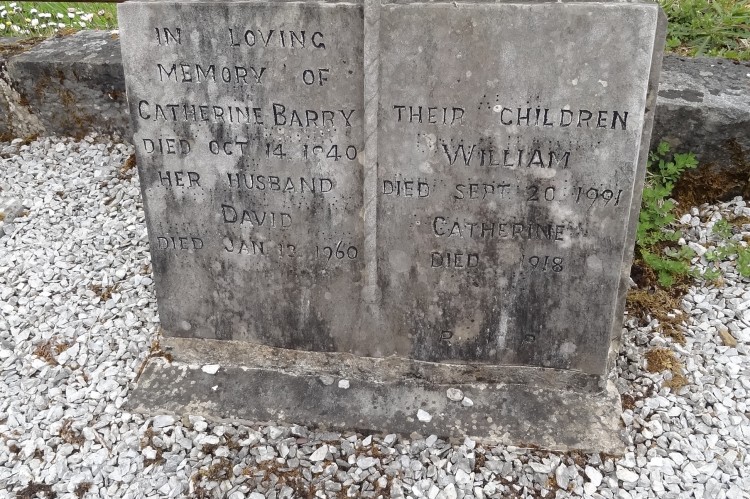 IN LOVING
MEMORY OF
CATHERINE BARRY
DIED OCT 14. 1940
HER HUSBAND
DAVID
DIED JAN. 13. 1960
THEIR CHILDREN
WILLIAM
DIED SEPT. 20. 1991
CATHERINE
DIED 1918
R I P